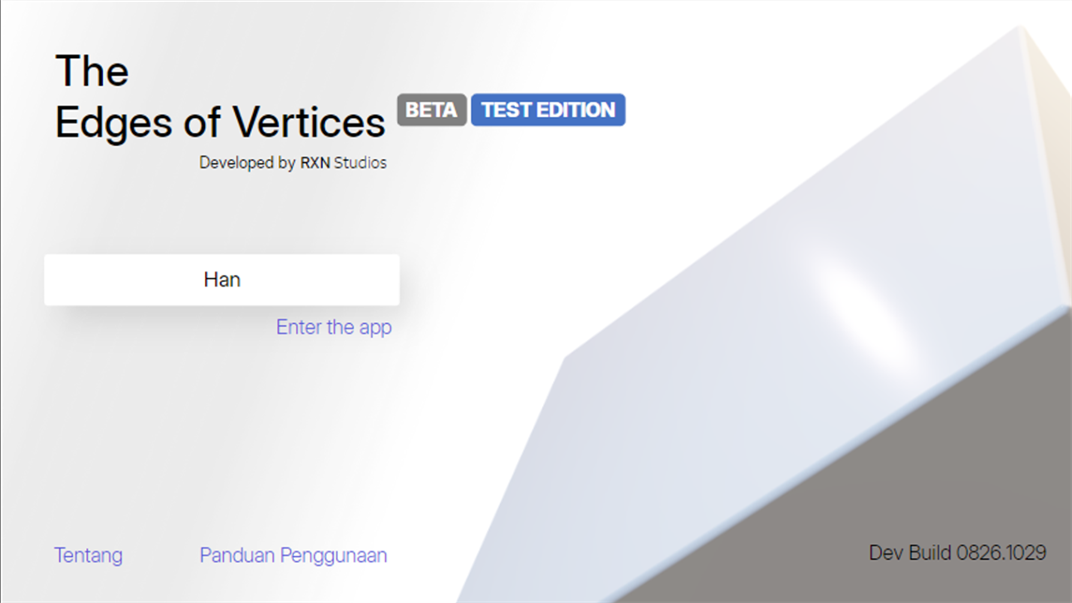 The
Edges of Vertices BETA TEST EDITION
Developed by RXN Studios
Han
Enter the app
Tentang Panduan Penggunaan
Dev Build 0826.1029